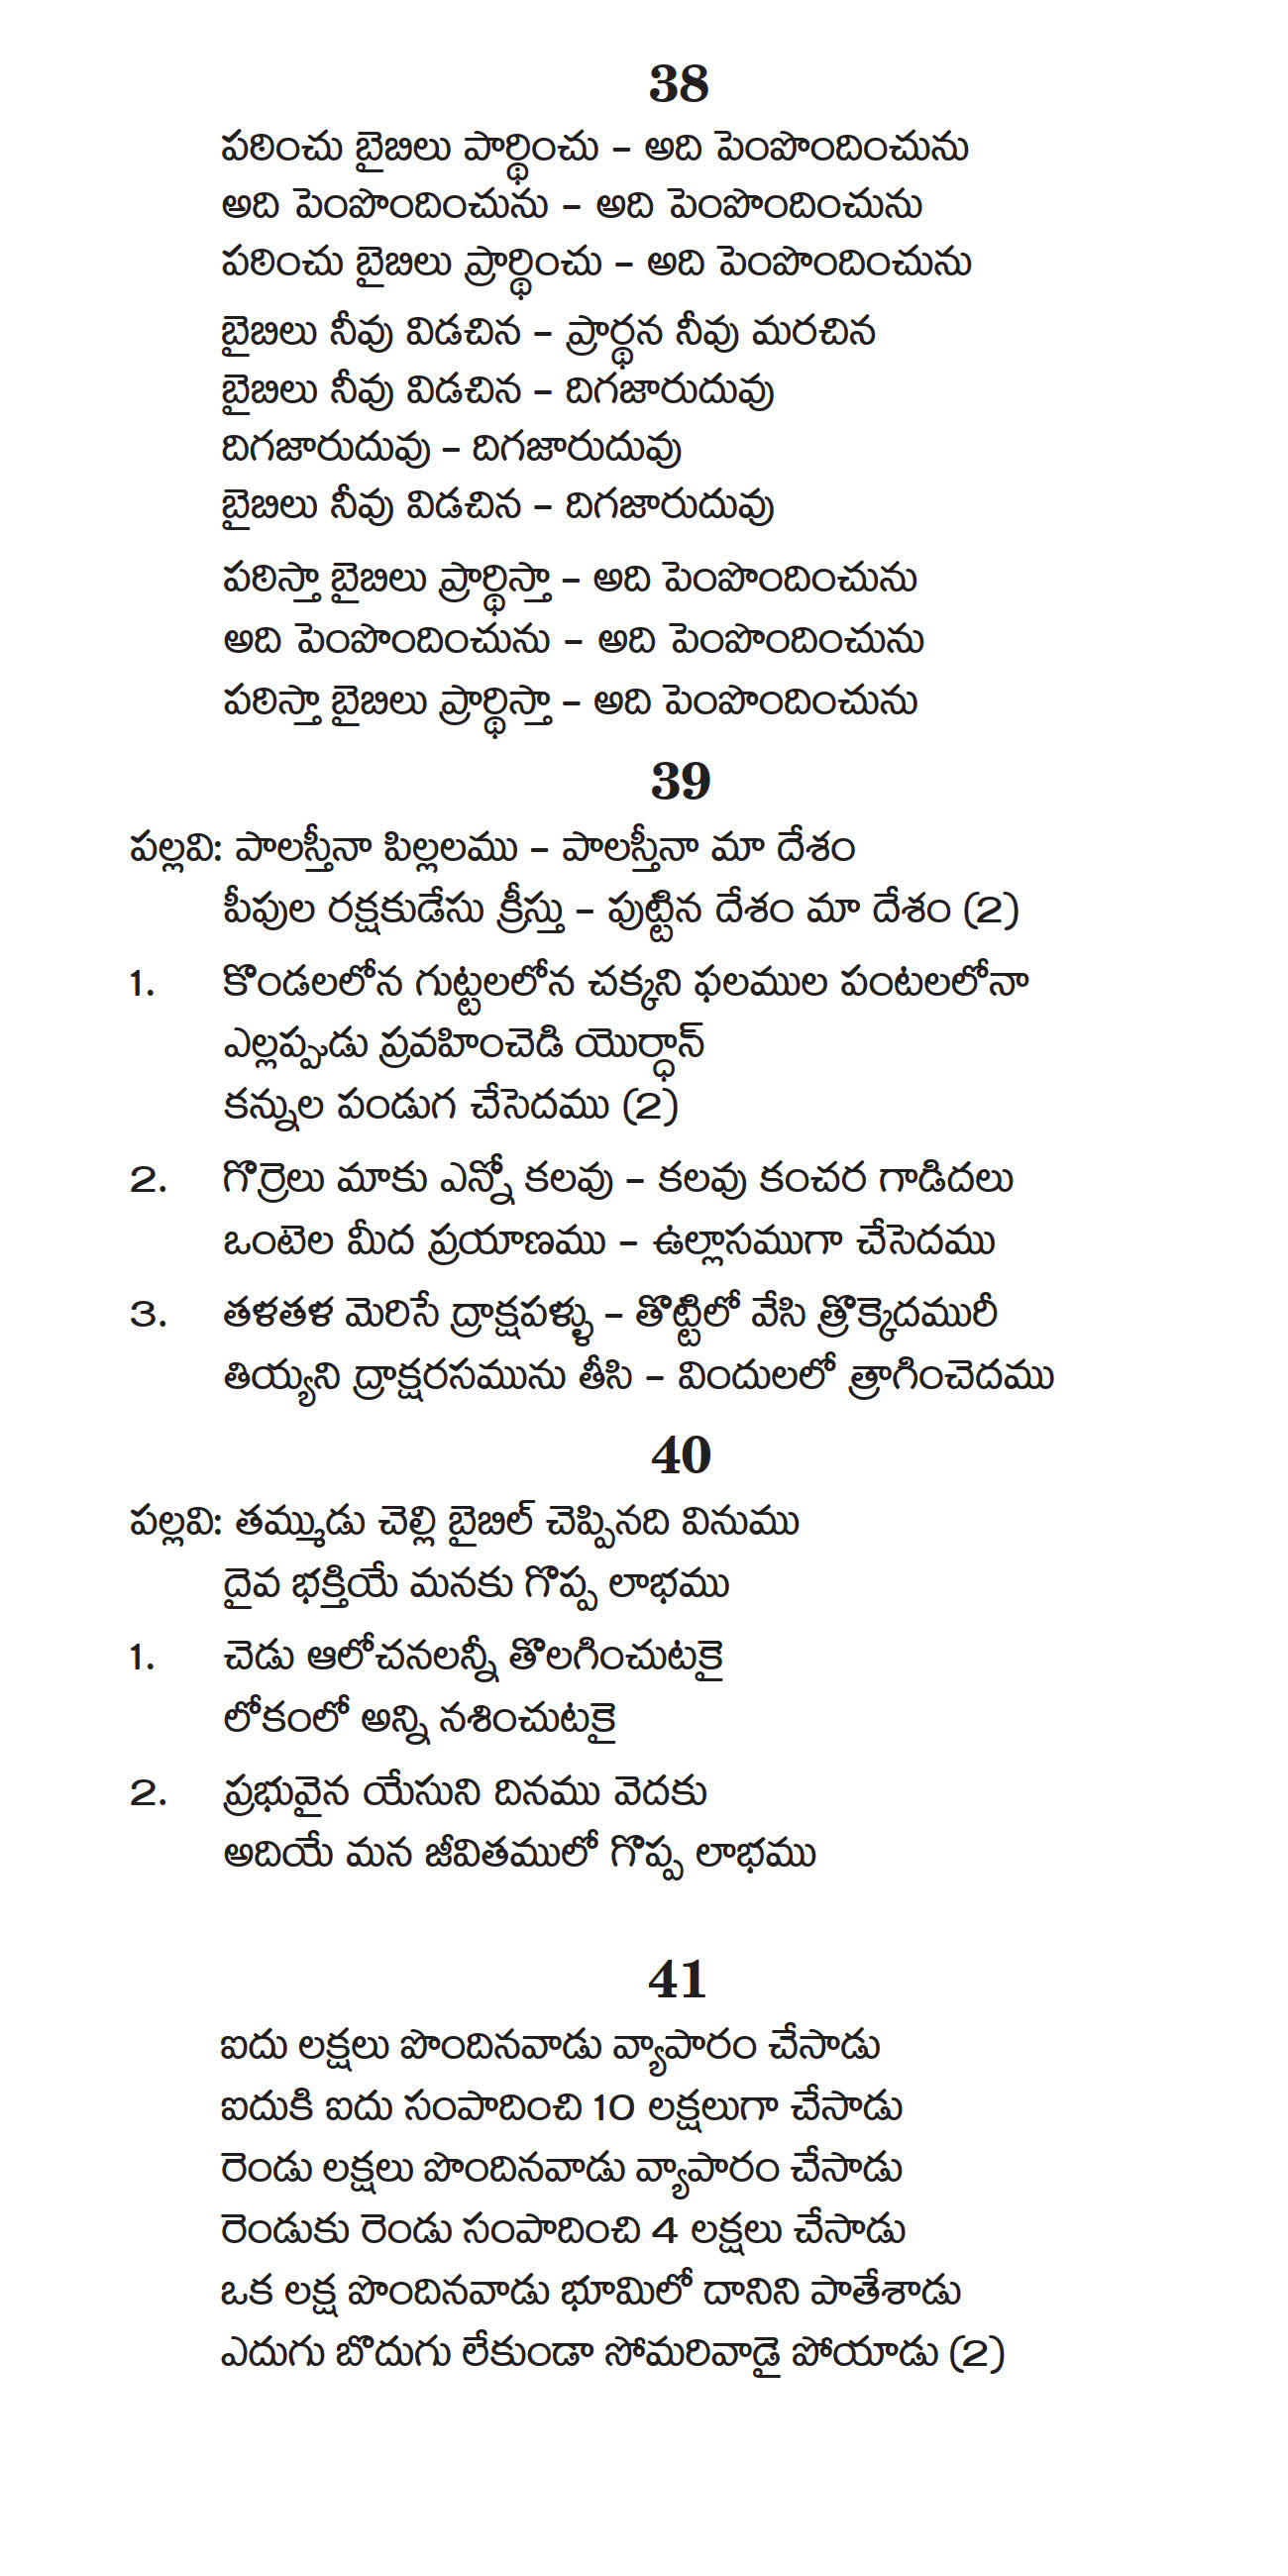 38
పఠించు బైబిలు పార్థించు – అది పెంపొందించును
అది పెంపొందించును – అది పెంపొందించును
పఠించు బైబిలు ప్రార్థించు – అది పెంపొందించును
బైబిలు నీవు విడచిన – ప్రార్థన నీవు మరచిన
బైబిలు నీవు విడచిన – దిగజారుదువు
దిగజారుదువు – దిగజారుదువు
బైబిలు నీవు విడచిన – దిగజారుదువు
పఠిస్తా బైబిలు ప్రార్థిస్తా – అది పెంపొందించును
అది పెంపొందించును – అది పెంపొందించును
పఠిస్తా బైబిలు ప్రార్థిస్తా – అది పెంపొందించును
39
పల్లవి: పాలస్తీనా పిల్లలము – పాలస్తీనా మా దేశం
పీపుల రక్షకుడేసు క్రీస్తు – పుట్టిన దేశం మా దేశం (2)
1. కొండలలోన గుట్టలలోన చక్కని ఫలముల పంటలలోనా
ఎల్లప్పుడు ప్రవహించెడి యొర్ధాన్
కన్నుల పండుగ చేసెదము (2)
2. గొర్రెలు మాకు ఎన్నో కలవు – కలవు కంచర గాడిదలు
ఒంటెల మీద ప్రయాణము – ఉల్లాసముగా చేసెదము
3. తళతళ మెరిసే ద్రాక్షపళ్ళు – తొట్టిలో వేసి త్రొక్కెదమురీ
తియ్యని ద్రాక్షరసమును తీసి – విందులలో త్రాగించెదము
40
పల్లవి: తమ్ముడు చెల్లి బైబిల్ చెప్పినది వినుము
దైవ భక్తియే మనకు గొప్ప లాభము
1. చెడు ఆలోచనలన్నీ తొలగించుటకై
లోకంలో అన్ని నశించుటకై
2. ప్రభువైన యేసుని దినము వెదకు
అదియే మన జీవితములో గొప్ప లాభము
41
ఐదు లక్షలు పొందినవాడు వ్యాపారం చేసాడు
ఐదుకి ఐదు సంపాదించి 10 లక్షలుగా చేసాడు
రెండు లక్షలు పొందినవాడు వ్యాపారం చేసాడు
రెండుకు రెండు సంపాదించి 4 లక్షలు చేసాడు
ఒక లక్ష పొందినవాడు భూమిలో దానిని పాతేశాడు
ఎదుగు బొదుగు లేకుండా సోమరివాడై పోయాడు (2)